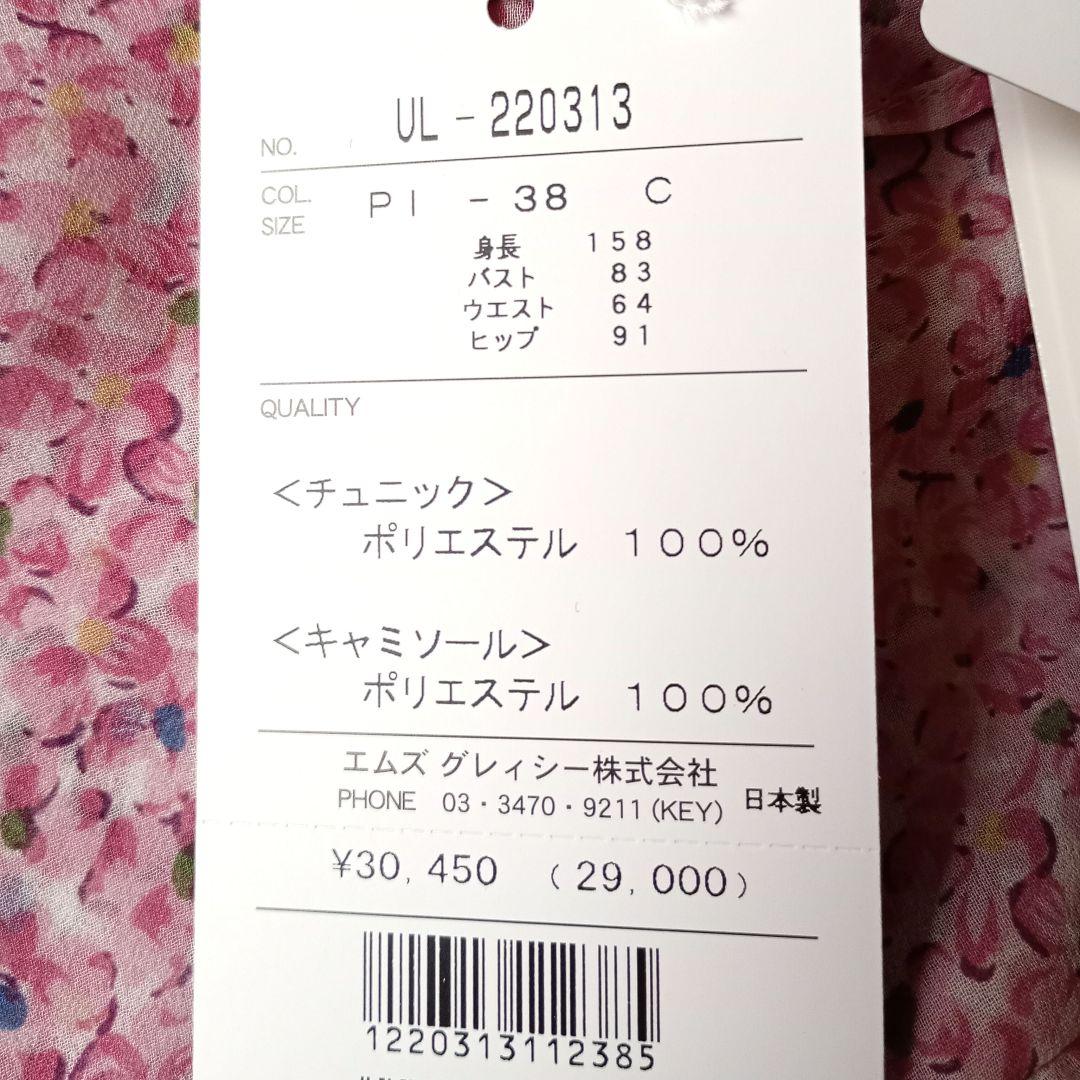 NO. UL-220313
COL. PI -38 C
SIZE
身長 158
バスト 83
ウエスト 64
ヒップ 91
QUALITY
<チュニック>
ポリエステル 100%
<キャミソール>
ポリエステル 100%
エムズ グレィシー株式会社
PHONE 03・3470・9211 (KEY) 日本製
¥30,450 (29,000)
1220313112385